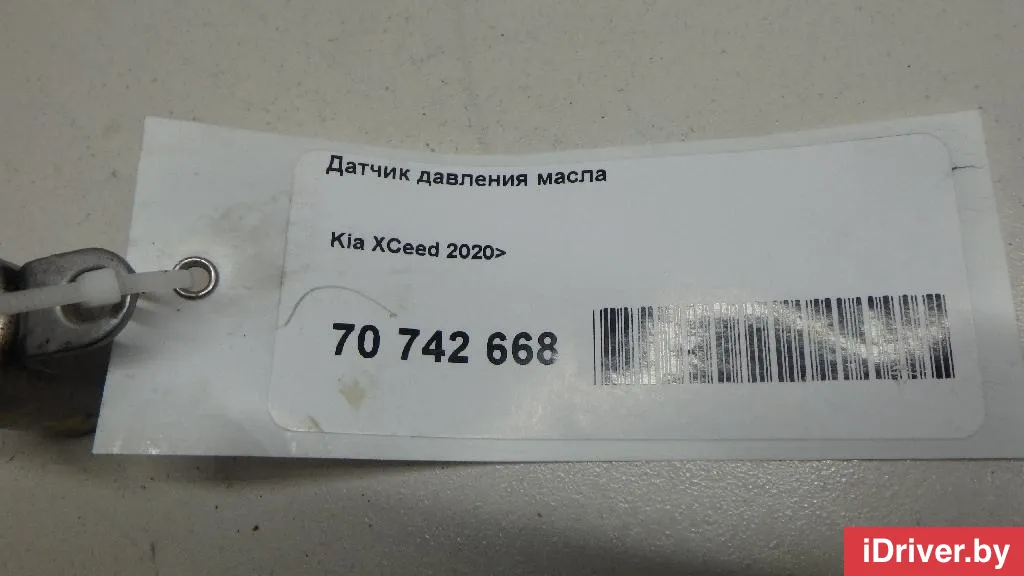 Датчик давления масла
Kia XCeed 2020>
70 742 668
iDriver.by